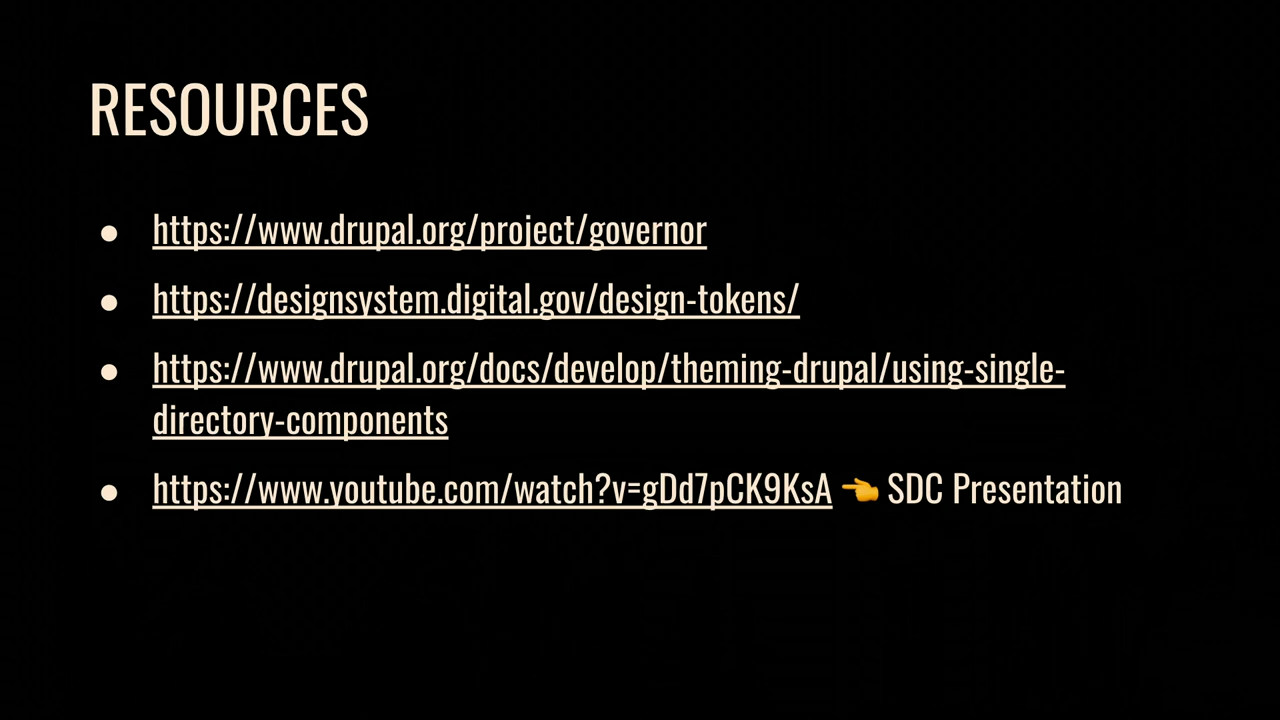 RESOURCES
● https://www.drupal.org/project/governor
● https://designsystem.digital.gov/design-tokens/
● https://www.drupal.org/docs/develop/theming-drupal/using-single-
directory-components
● https://www.youtube.com/watch?v=gDd7pCK9KsA 👈 SDC Presentation